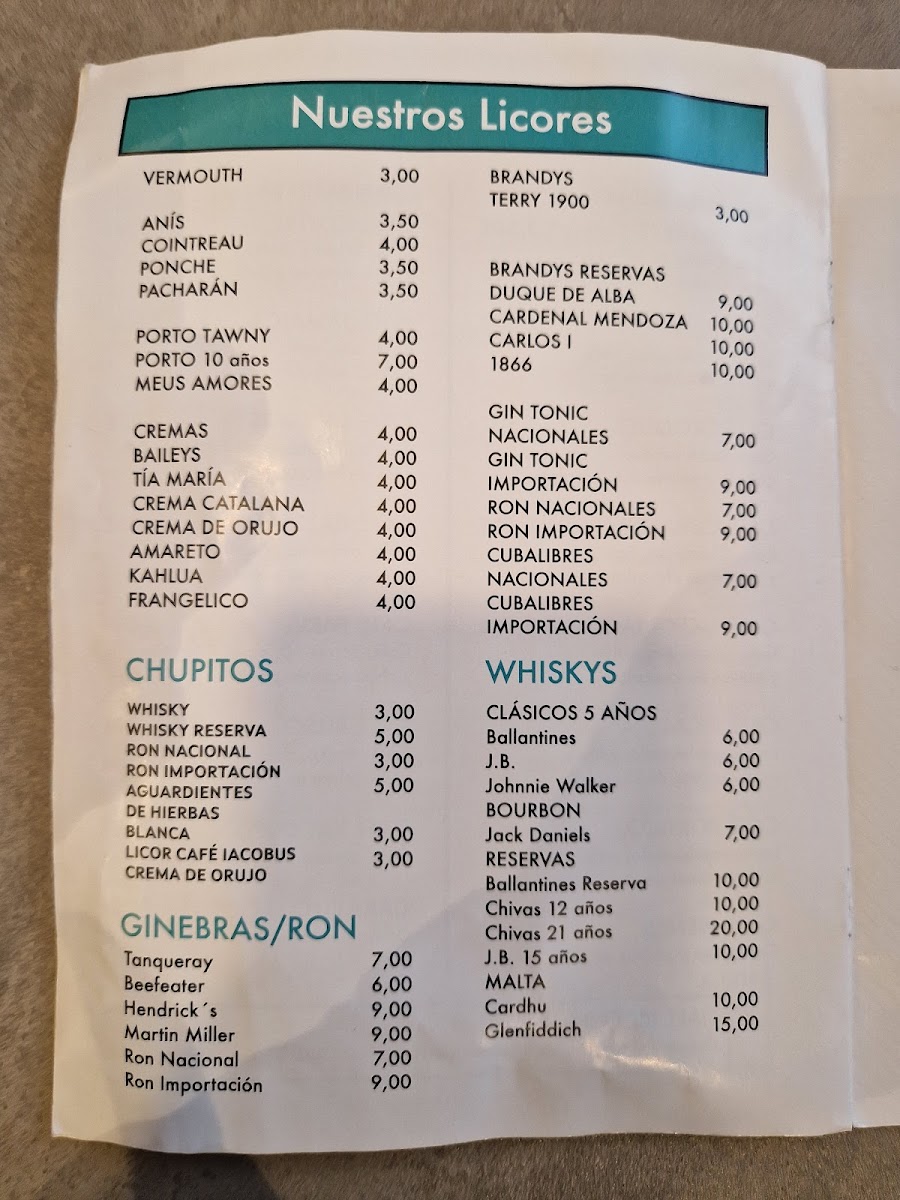 Nuestros Licores
VERMOUTH 3,00
ANÍS 3,50
COINTREAU 4,00
PONCHE 3,50
PACHARÁN 3,50
PORTO TAWNY 4,00
PORTO 10 años 7,00
MEUS AMORES 4,00
CREMAS 4,00
BAILEYS 4,00
TÍA MARÍA 4,00
CREMA CATALANA 4,00
CREMA DE ORUJO 4,00
AMARETO 4,00
KAHLUA 4,00
FRANGELICO 4,00
CHUPITOS
WHISKY 3,00
WHISKY RESERVA 5,00
RON NACIONAL 3,00
RON IMPORTACIÓN 5,00
AGUARDIENTES
DE HIERBAS
BLANCA 3,00
LICOR CAFÉ IACOBUS 3,00
CREMA DE ORUJO
GINEBRAS/RON
Tanqueray 7,00
Beefeater 6,00
Hendrick´s 9,00
Martin Miller 9,00
Ron Nacional 7,00
Ron Importación 9,00
BRANDYS
TERRY 1900 3,00
BRANDYS RESERVAS
DUQUE DE ALBA 9,00
CARDENAL MENDOZA 10,00
CARLOS I 10,00
1866 10,00
GIN TONIC
NACIONALES 7,00
GIN TONIC
IMPORTACIÓN 9,00
RON NACIONALES 7,00
RON IMPORTACIÓN 9,00
CUBALIBRES
NACIONALES 7,00
CUBALIBRES
IMPORTACIÓN 9,00
WHISKYS
CLÁSICOS 5 AÑOS
Ballantines 6,00
J.B. 6,00
Johnnie Walker 6,00
BOURBON
Jack Daniels 7,00
RESERVAS
Ballantines Reserva 10,00
Chivas 12 años 10,00
Chivas 21 años 20,00
J.B. 15 años 10,00
MALTA
Cardhu 10,00
Glenfiddich 15,00